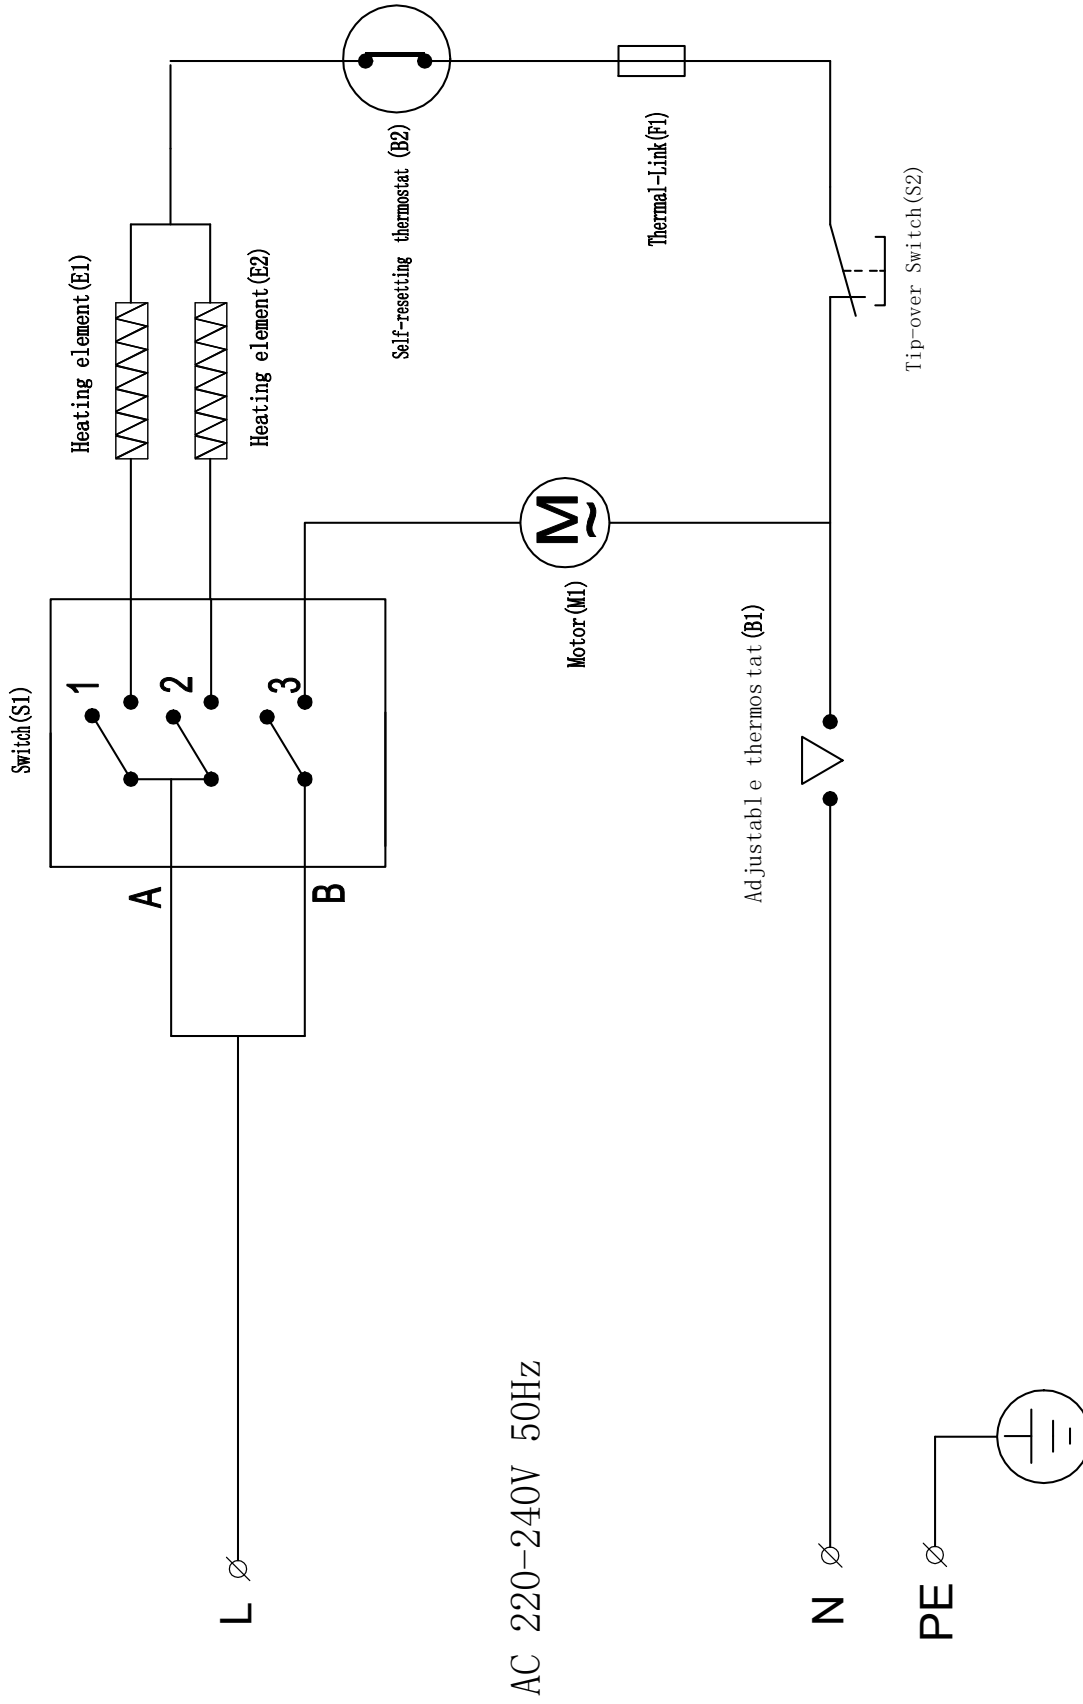 Switch(S1)
1
2
3
A
B
Heating element(E1)
Heating element(E2)
Self-resetting thermostat (B2)
Thermal-Link(F1)
Tip-over Switch(S2)
M
~
Motor(M1)
Adjustable thermostat(B1)
L
AC 220-240V 50Hz
N
PE